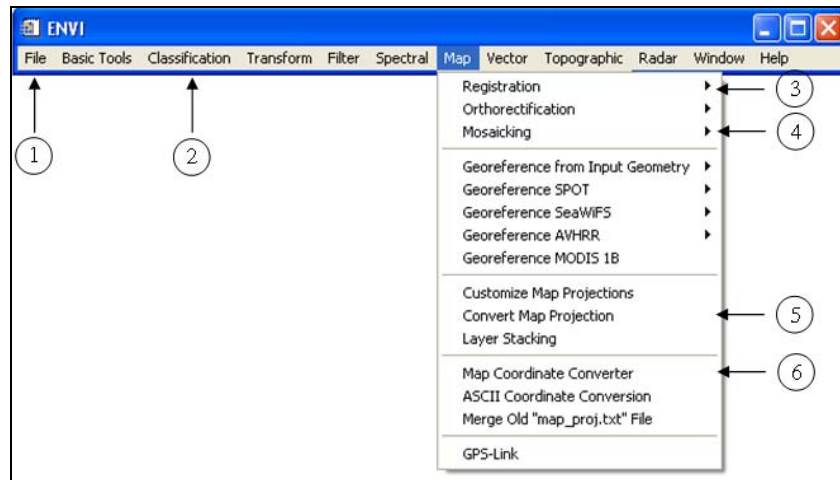 ENVI
File Basic Tools Classification Transform Filter Spectral Map Vector Topographic Radar Window Help
Registration 3
Orthorectification
Mosaicking 4
1 2
Georeference from Input Geometry
Georeference SPOT
Georeference SeaWiFS
Georeference AVHRR
Georeference MODIS 1B
Customize Map Projections
Convert Map Projection 5
Layer Stacking
Map Coordinate Converter 6
ASCII Coordinate Conversion
Merge Old "map_proj.txt" File
GPS-Link